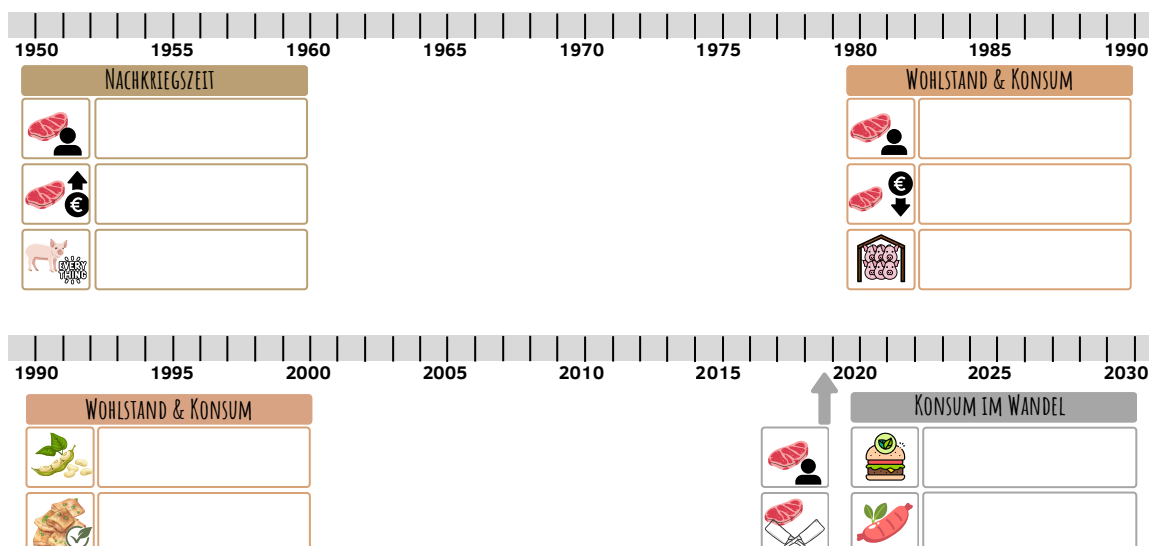 1950 1955 1960 1965 1970 1975 1980 1985 1990
NACHKRIEGSZEIT
WOHLSTAND & KONSUM
€
€
EVERY
THING
1990 1995 2000 2005 2010 2015 2020 2025 2030
WOHLSTAND & KONSUM
KONSUM IM WANDEL